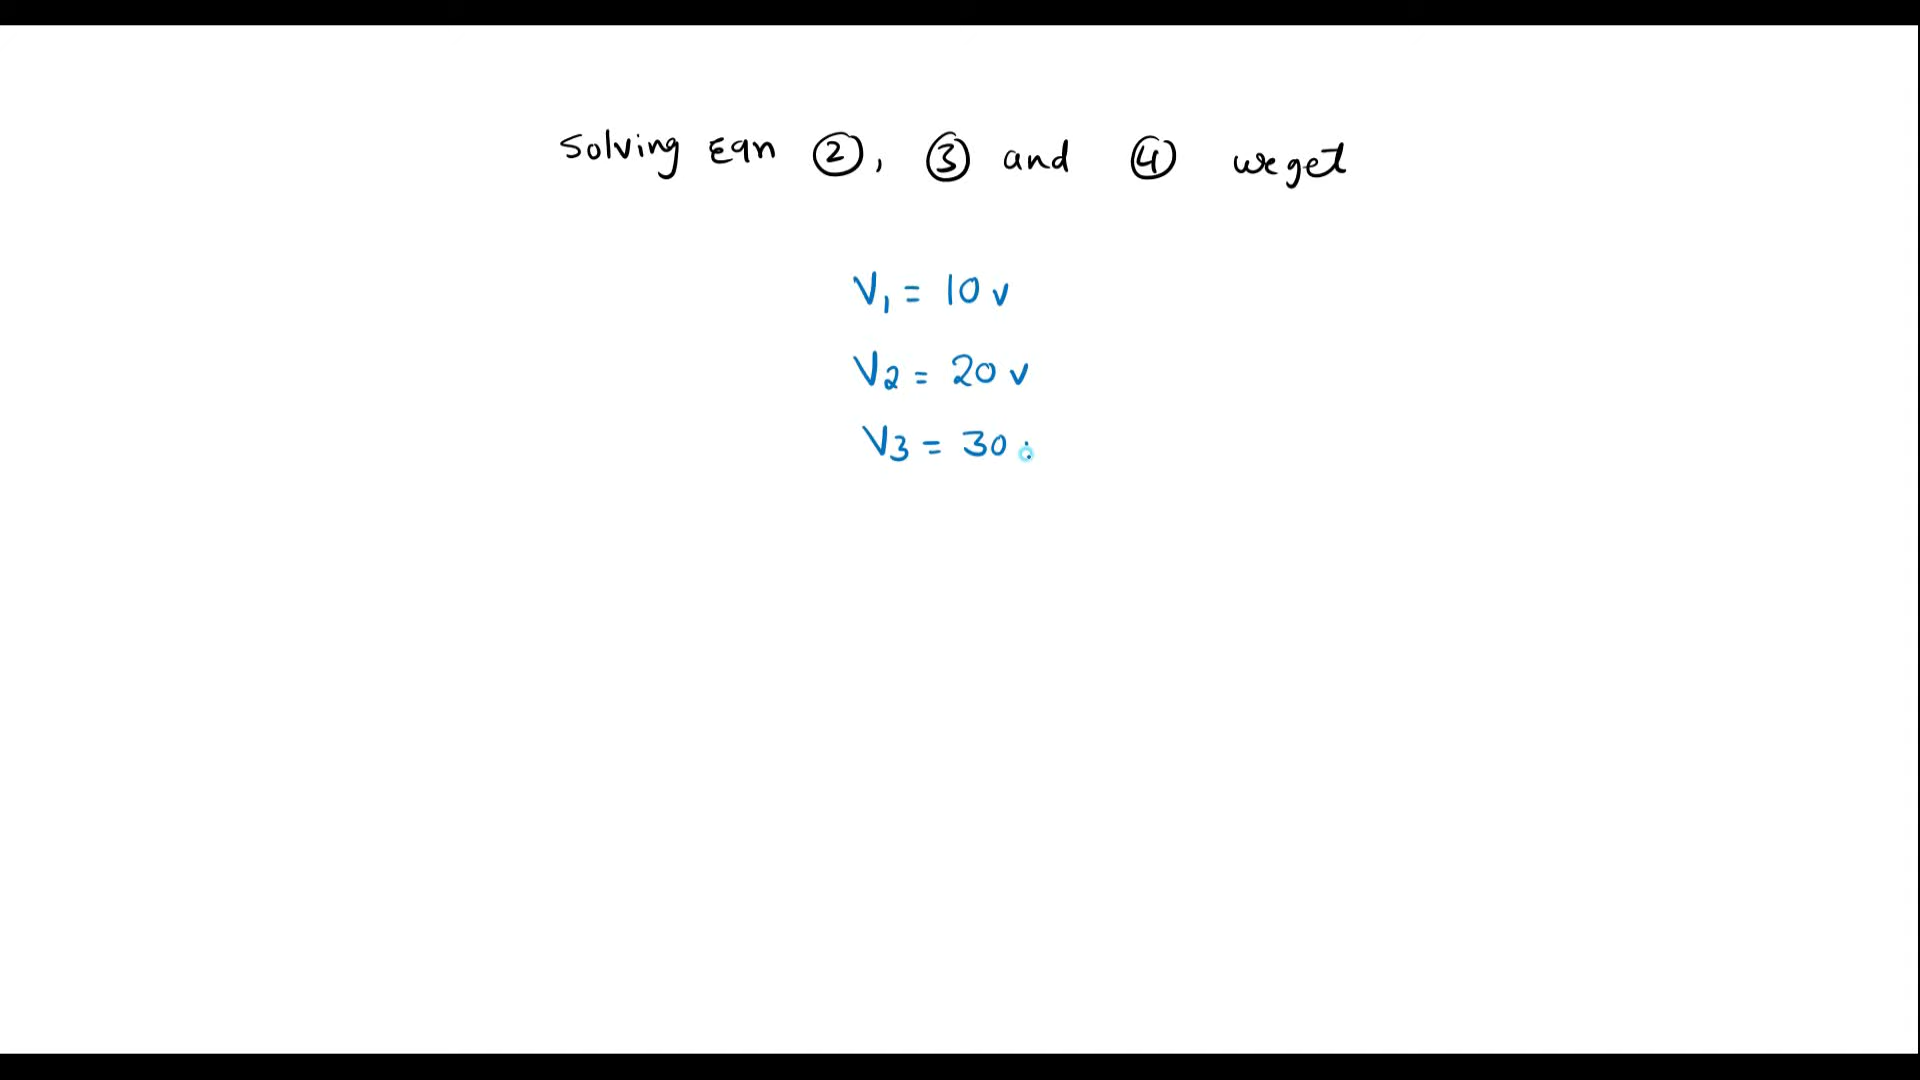 Solving Eqn ②, ③ and ④ we get
V₁ = 10 v
V₂ = 20 v
V₃ = 30